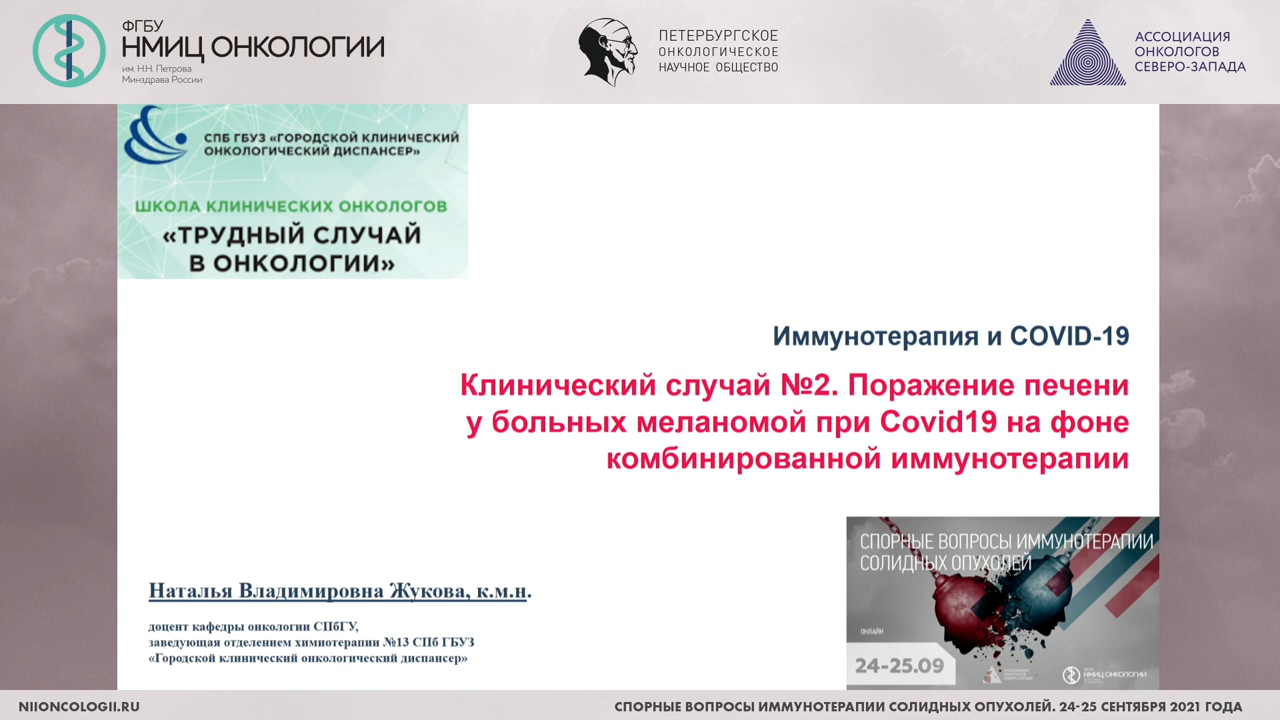 ФГБУ
НМИЦ ОНКОЛОГИИ
им. Н.Н. Петрова
Минздрава России
ПЕТЕРБУРГСКОЕ
ОНКОЛОГИЧЕСКОЕ
НАУЧНОЕ ОБЩЕСТВО
АССОЦИАЦИЯ
ОНКОЛОГОВ
СЕВЕРО-ЗАПАДА
СПБ ГБУЗ «ГОРОДСКОЙ КЛИНИЧЕСКИЙ
ОНКОЛОГИЧЕСКИЙ ДИСПАНСЕР»
ШКОЛА КЛИНИЧЕСКИХ ОНКОЛОГОВ
«ТРУДНЫЙ СЛУЧАЙ
В ОНКОЛОГИИ»
Иммунотерапия и COVID-19
Клинический случай №2. Поражение печени
у больных меланомой при Covid19 на фоне
комбинированной иммунотерапии
Наталья Владимировна Жукова, к.м.н.
доцент кафедры онкологии СПбГУ,
заведующая отделением химиотерапии №13 СПб ГБУЗ
«Городской клинический онкологический диспансер»
СПОРНЫЕ ВОПРОСЫ ИММУНОТЕРАПИИ
СОЛИДНЫХ ОПУХОЛЕЙ
ОНЛАЙН
24-25.09
НМИЦ ОНКОЛОГИИ
NIIONCOLOGII.RU
СПОРНЫЕ ВОПРОСЫ ИММУНОТЕРАПИИ СОЛИДНЫХ ОПУХОЛЕЙ. 24-25 СЕНТЯБРЯ 2021 ГОДА